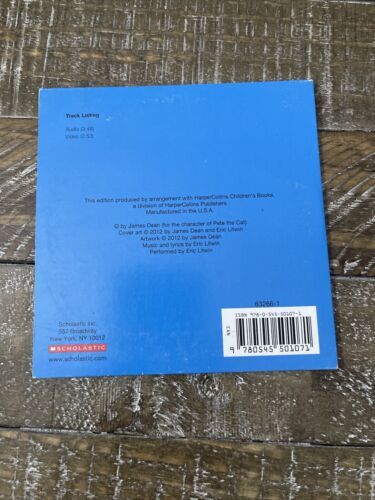 Track Listing
Audio (3:48)
Video (2:53)
This edition produced by arrangement with HarperCollins Children's Books,
a division of HarperCollins Publishers
Manufactured in the U.S.A.
© by James Dean (for the character of Pete the Cat)
Cover art © 2012 by James Dean and Eric Litwin
Artwork © 2012 by James Dean
Music and lyrics by Eric Litwin
Performed by Eric Litwin
63266-1
ISBN 978-0-545-50107-1
EAN
9 780545 501071
Scholastic Inc.
557 Broadway
New York, NY 10012
SCHOLASTIC
www.scholastic.com